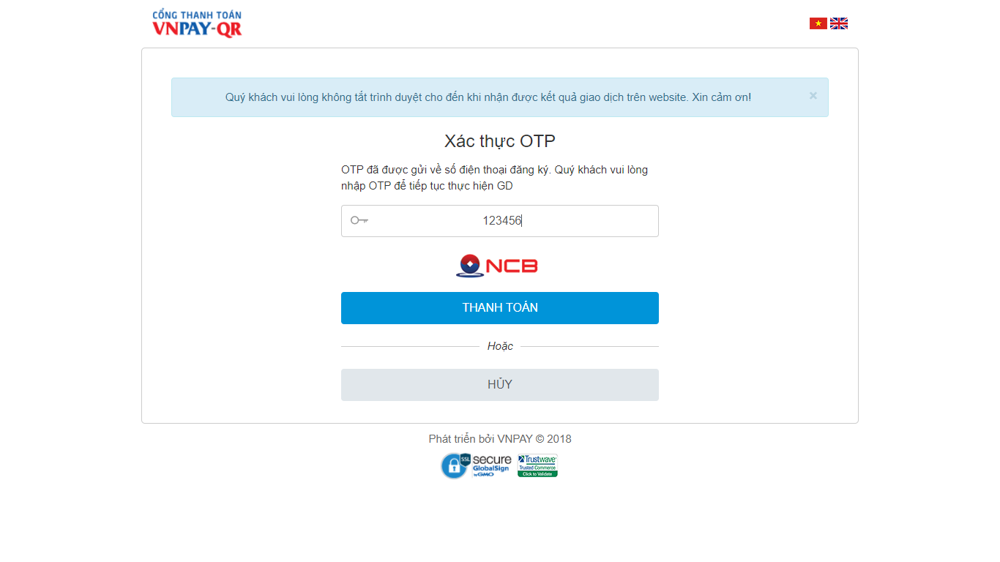 CỔNG THANH TOÁN
VNPAY-QR
Quý khách vui lòng không tắt trình duyệt cho đến khi nhận được kết quả giao dịch trên website. Xin cảm ơn!
×
Xác thực OTP
OTP đã được gửi về số điện thoại đăng ký. Quý khách vui lòng
nhập OTP để tiếp tục thực hiện GD
123456
NCB
THANH TOÁN
Hoặc
HỦY
Phát triển bởi VNPAY © 2018
SSL
secure
GlobalSign
by GMO
Trustwave
Trusted Commerce
Click to Validate